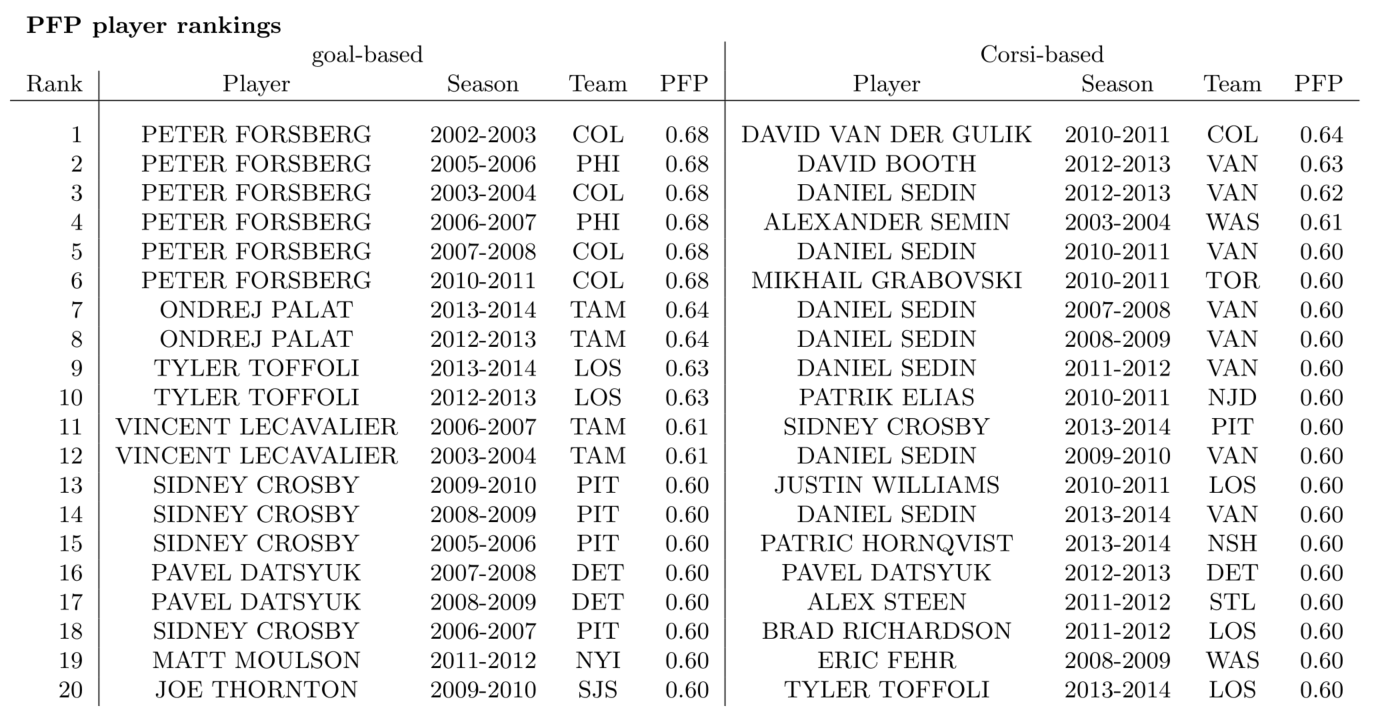 PFP player rankings
goal-based Corsi-based
Rank Player Season Team PFP Player Season Team PFP
1 PETER FORSBERG 2002-2003 COL 0.68 DAVID VAN DER GULIK 2010-2011 COL 0.64
2 PETER FORSBERG 2005-2006 PHI 0.68 DAVID BOOTH 2012-2013 VAN 0.63
3 PETER FORSBERG 2003-2004 COL 0.68 DANIEL SEDIN 2012-2013 VAN 0.62
4 PETER FORSBERG 2006-2007 PHI 0.68 ALEXANDER SEMIN 2003-2004 WAS 0.61
5 PETER FORSBERG 2007-2008 COL 0.68 DANIEL SEDIN 2010-2011 VAN 0.60
6 PETER FORSBERG 2010-2011 COL 0.68 MIKHAIL GRABOVSKI 2010-2011 TOR 0.60
7 ONDREJ PALAT 2013-2014 TAM 0.64 DANIEL SEDIN 2007-2008 VAN 0.60
8 ONDREJ PALAT 2012-2013 TAM 0.64 DANIEL SEDIN 2008-2009 VAN 0.60
9 TYLER TOFFOLI 2013-2014 LOS 0.63 DANIEL SEDIN 2011-2012 VAN 0.60
10 TYLER TOFFOLI 2012-2013 LOS 0.63 PATRIK ELIAS 2010-2011 NJD 0.60
11 VINCENT LECAVALIER 2006-2007 TAM 0.61 SIDNEY CROSBY 2013-2014 PIT 0.60
12 VINCENT LECAVALIER 2003-2004 TAM 0.61 DANIEL SEDIN 2009-2010 VAN 0.60
13 SIDNEY CROSBY 2009-2010 PIT 0.60 JUSTIN WILLIAMS 2010-2011 LOS 0.60
14 SIDNEY CROSBY 2008-2009 PIT 0.60 DANIEL SEDIN 2013-2014 VAN 0.60
15 SIDNEY CROSBY 2005-2006 PIT 0.60 PATRIC HORNQVIST 2013-2014 NSH 0.60
16 PAVEL DATSYUK 2007-2008 DET 0.60 PAVEL DATSYUK 2012-2013 DET 0.60
17 PAVEL DATSYUK 2008-2009 DET 0.60 ALEX STEEN 2011-2012 STL 0.60
18 SIDNEY CROSBY 2006-2007 PIT 0.60 BRAD RICHARDSON 2011-2012 LOS 0.60
19 MATT MOULSON 2011-2012 NYI 0.60 ERIC FEHR 2008-2009 WAS 0.60
20 JOE THORNTON 2009-2010 SJS 0.60 TYLER TOFFOLI 2013-2014 LOS 0.60